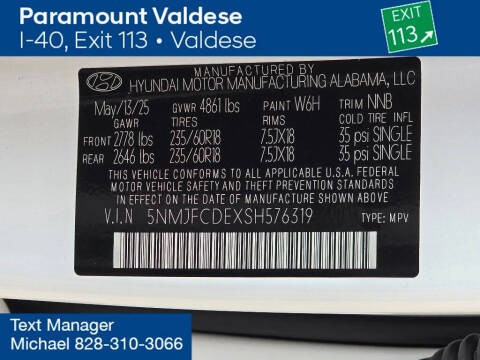 Paramount Valdese
I-40, Exit 113 • Valdese
EXIT
113
MANUFACTURED BY
HYUNDAI MOTOR MANUFACTURING ALABAMA, LLC
May/13/25 GVWR 4861 lbs PAINT W6H TRIM NNB
GAWR TIRES RIMS COLD TIRE INFL
FRONT 2778 lbs 235/60R18 7.5JX18 35 psi SINGLE
REAR 2646 lbs 235/60R18 7.5JX18 35 psi SINGLE
THIS VEHICLE CONFORMS TO ALL APPLICABLE U.S.A. FEDERAL
MOTOR VEHICLE SAFETY STANDARDS IN EFFECT ON THE DATE OF
MANUFACTURE SHOWN ABOVE.
V.I.N 5NMJFCDEXSH576319 TYPE: MPV
Text Manager
Michael 828-310-3066